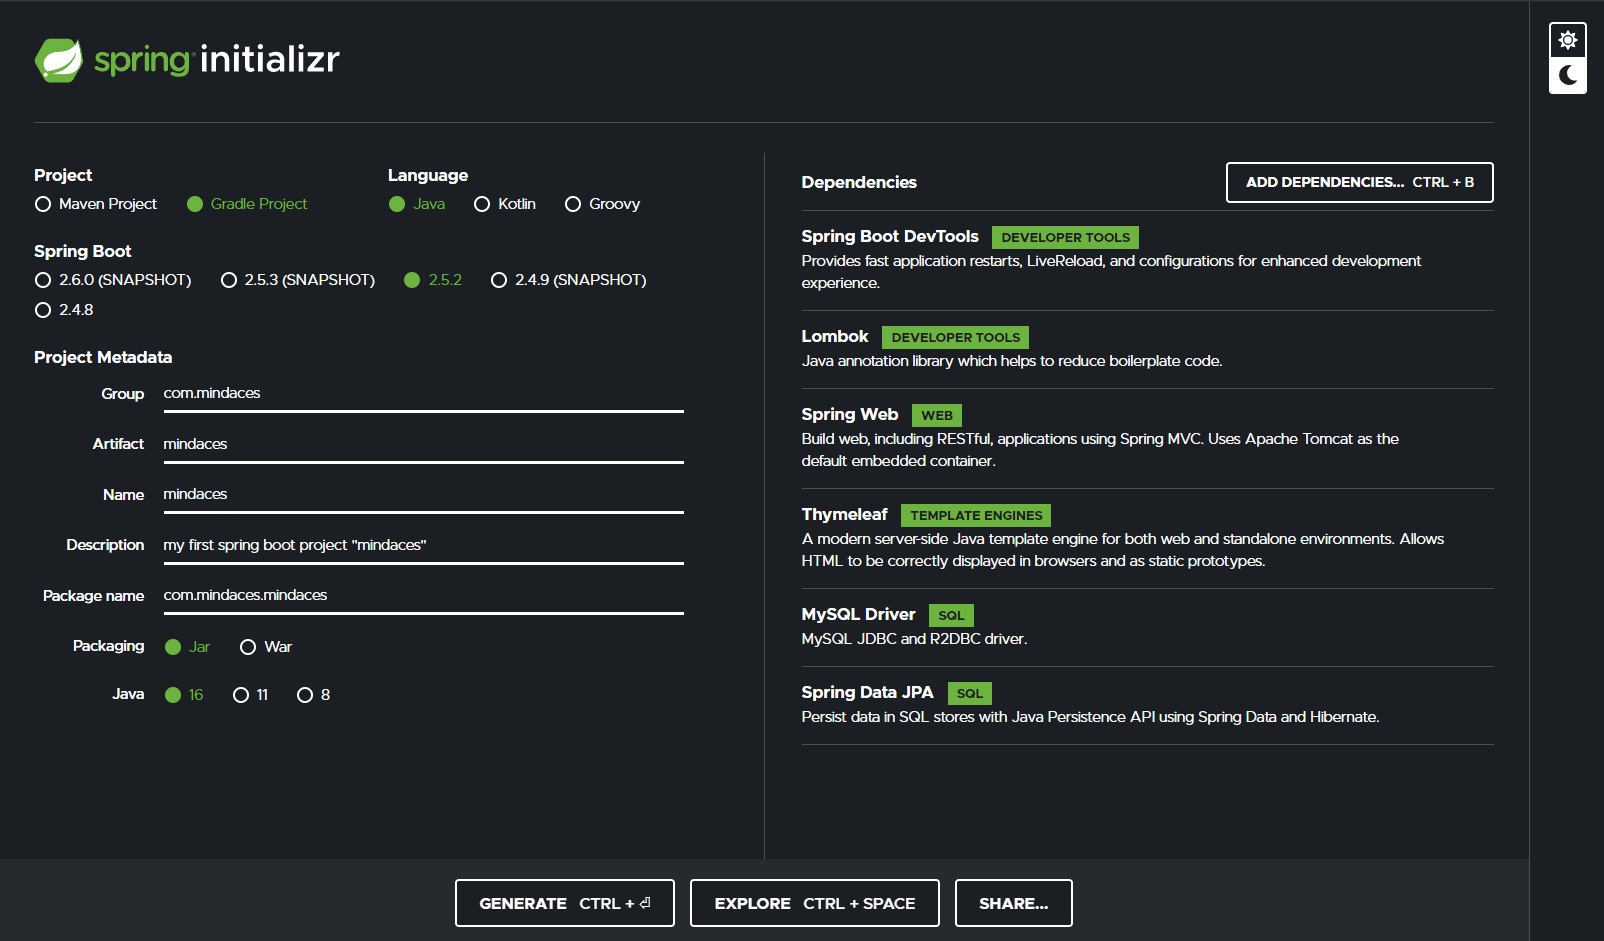 spring initializr
Project
Maven Project Gradle Project
Language
Java Kotlin Groovy
Spring Boot
2.6.0 (SNAPSHOT) 2.5.3 (SNAPSHOT) 2.5.2 2.4.9 (SNAPSHOT)
2.4.8
Project Metadata
Group com.mindaces
Artifact mindaces
Name mindaces
Description my first spring boot project "mindaces"
Package name com.mindaces.mindaces
Packaging Jar War
Java 16 11 8
Dependencies
ADD DEPENDENCIES... CTRL + B
Spring Boot DevTools DEVELOPER TOOLS
Provides fast application restarts, LiveReload, and configurations for enhanced development
experience.
Lombok DEVELOPER TOOLS
Java annotation library which helps to reduce boilerplate code.
Spring Web WEB
Build web, including RESTful, applications using Spring MVC. Uses Apache Tomcat as the
default embedded container.
Thymeleaf TEMPLATE ENGINES
A modern server-side Java template engine for both web and standalone environments. Allows
HTML to be correctly displayed in browsers and as static prototypes.
MySQL Driver SQL
MySQL JDBC and R2DBC driver.
Spring Data JPA SQL
Persist data in SQL stores with Java Persistence API using Spring Data and Hibernate.
GENERATE CTRL + ⏎
EXPLORE CTRL + SPACE
SHARE...